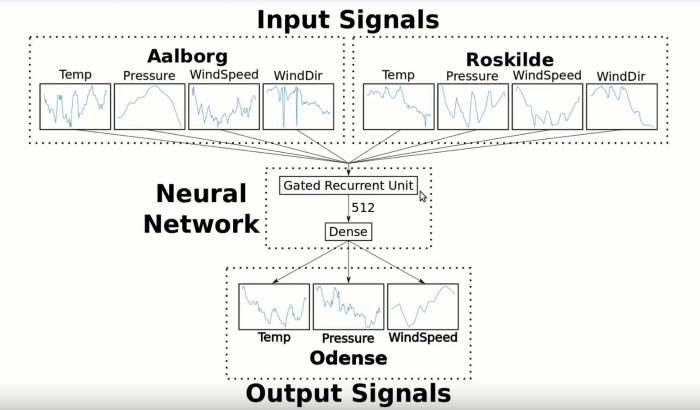 Input Signals
Aalborg
Temp Pressure WindSpeed WindDir
Roskilde
Temp Pressure WindSpeed WindDir
Neural
Network
Gated Recurrent Unit
512
Dense
Temp Pressure WindSpeed
Odense
Output Signals